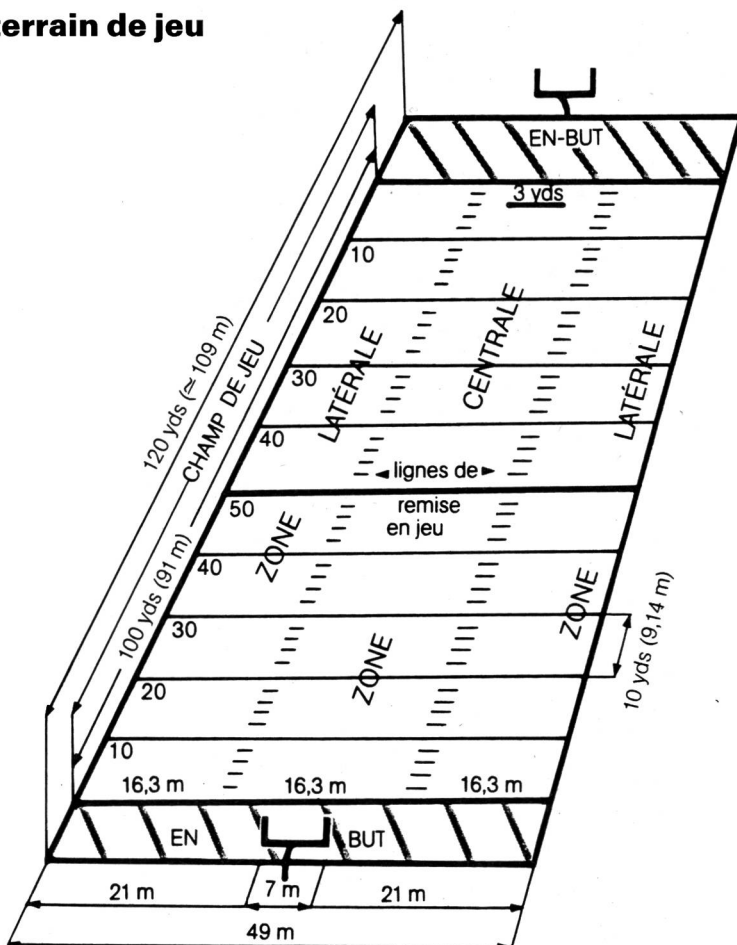 terrain de jeu
EN-BUT
3 yds
10
20
30
40
50
40
30
20
10
120 yds (≃ 109 m)
CHAMP DE JEU
100 yds (91 m)
LATÉRALE
CENTRALE
LATÉRALE
lignes de
remise
en jeu
ZONE
ZONE
ZONE
10 yds (9,14 m)
16,3 m
16,3 m
16,3 m
EN
BUT
21 m
7 m
21 m
49 m